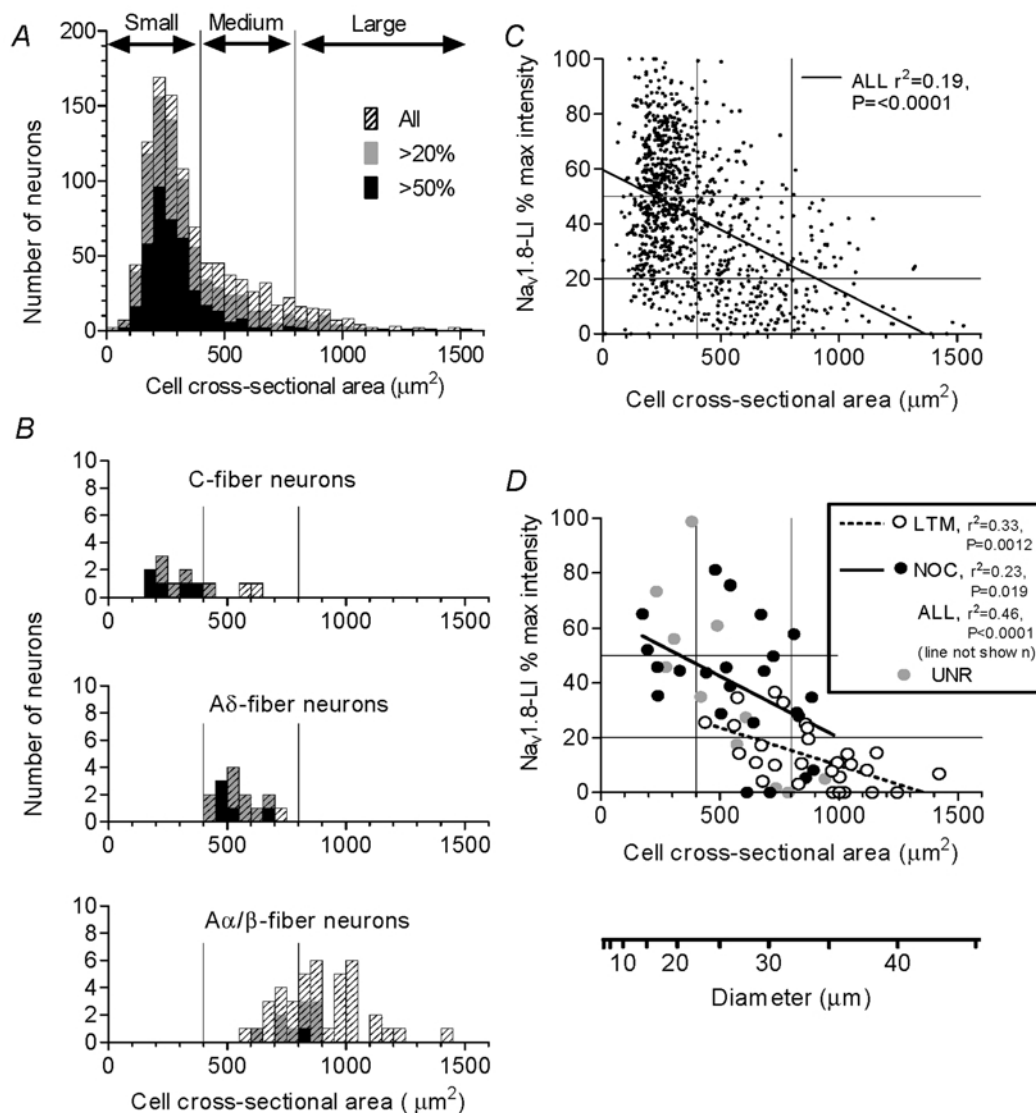 A
Small Medium Large
200
150
100
50
0
Number of neurons
All
>20%
>50%
0 500 1000 1500
Cell cross-sectional area (μm²)
B
C-fiber neurons
10
8
6
4
2
0
0 500 1000 1500
Aδ-fiber neurons
10
8
6
4
2
0
0 500 1000 1500
Number of neurons
Aα/β-fiber neurons
10
8
6
4
2
0
0 500 1000 1500
Cell cross-sectional area (μm²)
C
ALL r²=0.19,
P=<0.0001
100
80
60
40
20
0
Naᵥ1.8-LI % max intensity
0 500 1000 1500
Cell cross-sectional area (μm²)
D
LTM, r²=0.33,
P=0.0012
NOC, r²=0.23,
P=0.019
ALL, r²=0.46,
P<0.0001
(line not show n)
UNR
100
80
60
40
20
0
Naᵥ1.8-LI % max intensity
0 500 1000 1500
Cell cross-sectional area (μm²)
10 20 30 40
Diameter (μm)